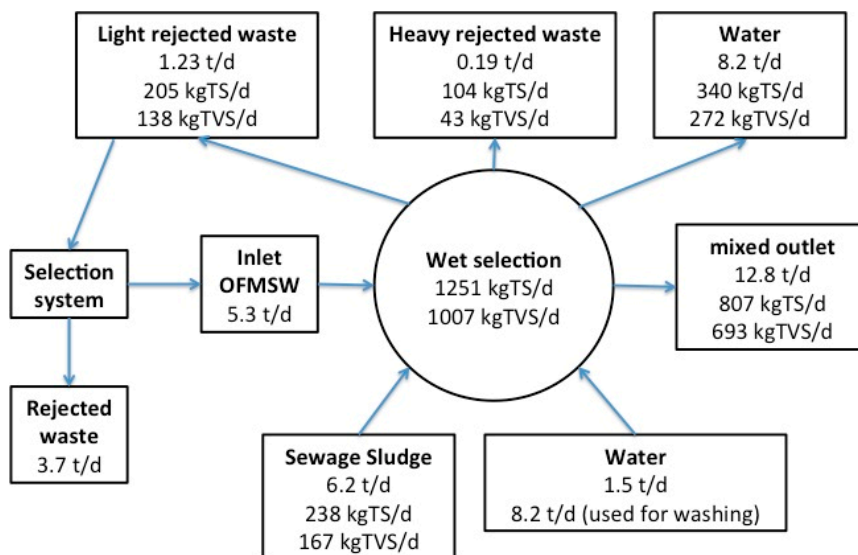 Light rejected waste
1.23 t/d
205 kgTS/d
138 kgTVS/d
Heavy rejected waste
0.19 t/d
104 kgTS/d
43 kgTVS/d
Water
8.2 t/d
340 kgTS/d
272 kgTVS/d
Selection
system
Inlet
OFMSW
5.3 t/d
Wet selection
1251 kgTS/d
1007 kgTVS/d
mixed outlet
12.8 t/d
807 kgTS/d
693 kgTVS/d
Rejected
waste
3.7 t/d
Sewage Sludge
6.2 t/d
238 kgTS/d
167 kgTVS/d
Water
1.5 t/d
8.2 t/d (used for washing)